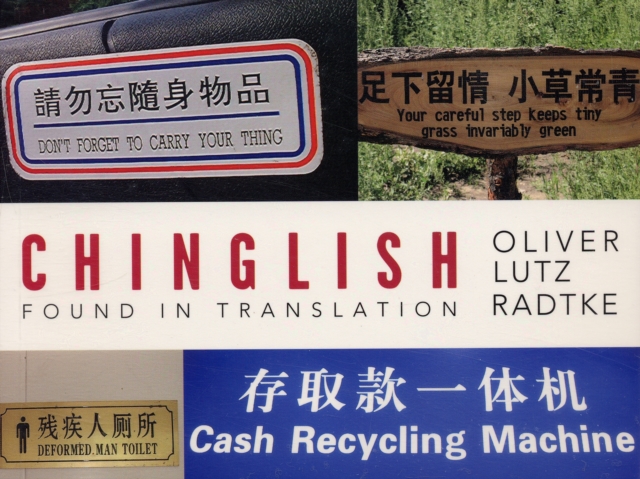 請勿忘隨身物品
DON'T FORGET TO CARRY YOUR THING
足下留情 小草常青
Your careful step keeps tiny
grass invariably green
CHINGLISH
FOUND IN TRANSLATION
OLIVER
LUTZ
RADTKE
残疾人厕所
DEFORMED MAN TOILET
存取款一体机
Cash Recycling Machine